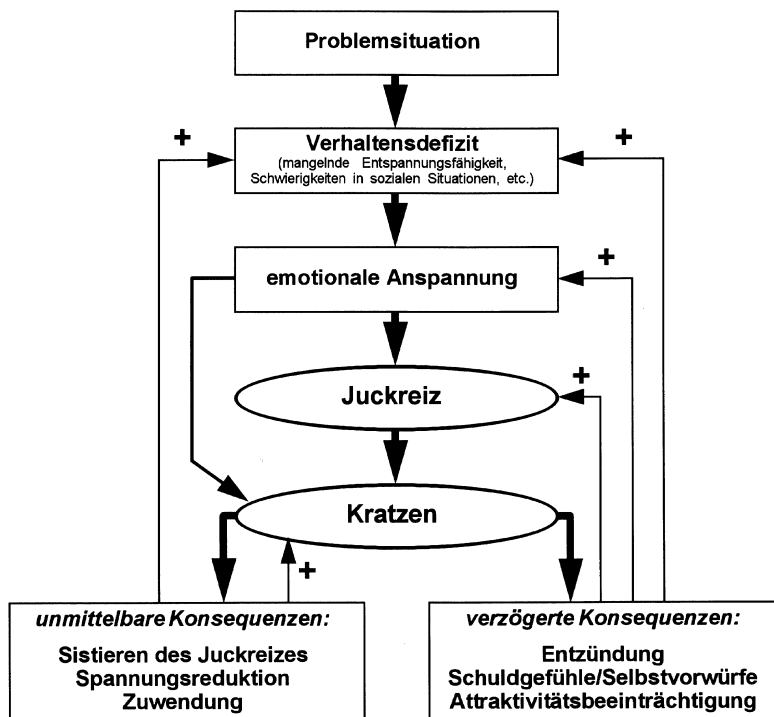 Problemsituation
+
+
Verhaltensdefizit
(mangelnde Entspannungsfähigkeit,
Schwierigkeiten in sozialen Situationen, etc.)
emotionale Anspannung
+
+
Juckreiz
Kratzen
+
unmittelbare Konsequenzen:
Sistieren des Juckreizes
Spannungsreduktion
Zuwendung
verzögerte Konsequenzen:
Entzündung
Schuldgefühle/Selbstvorwürfe
Attraktivitätsbeeinträchtigung